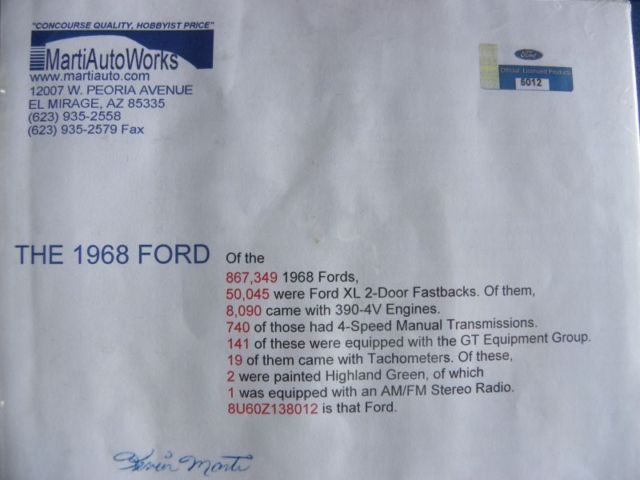 "CONCOURSE QUALITY, HOBBYIST PRICE"
MartiAutoWorks
www.martiauto.com
12007 W. PEORIA AVENUE
EL MIRAGE, AZ 85335
(623) 935-2558
(623) 935-2579 Fax
Ford
Official Licensed Product
5012
THE 1968 FORD
Of the
867,349 1968 Fords,
50,045 were Ford XL 2-Door Fastbacks. Of them,
8,090 came with 390-4V Engines.
740 of those had 4-Speed Manual Transmissions.
141 of these were equipped with the GT Equipment Group.
19 of them came with Tachometers. Of these,
2 were painted Highland Green, of which
1 was equipped with an AM/FM Stereo Radio.
8U60Z138012 is that Ford.
Kevin Marti